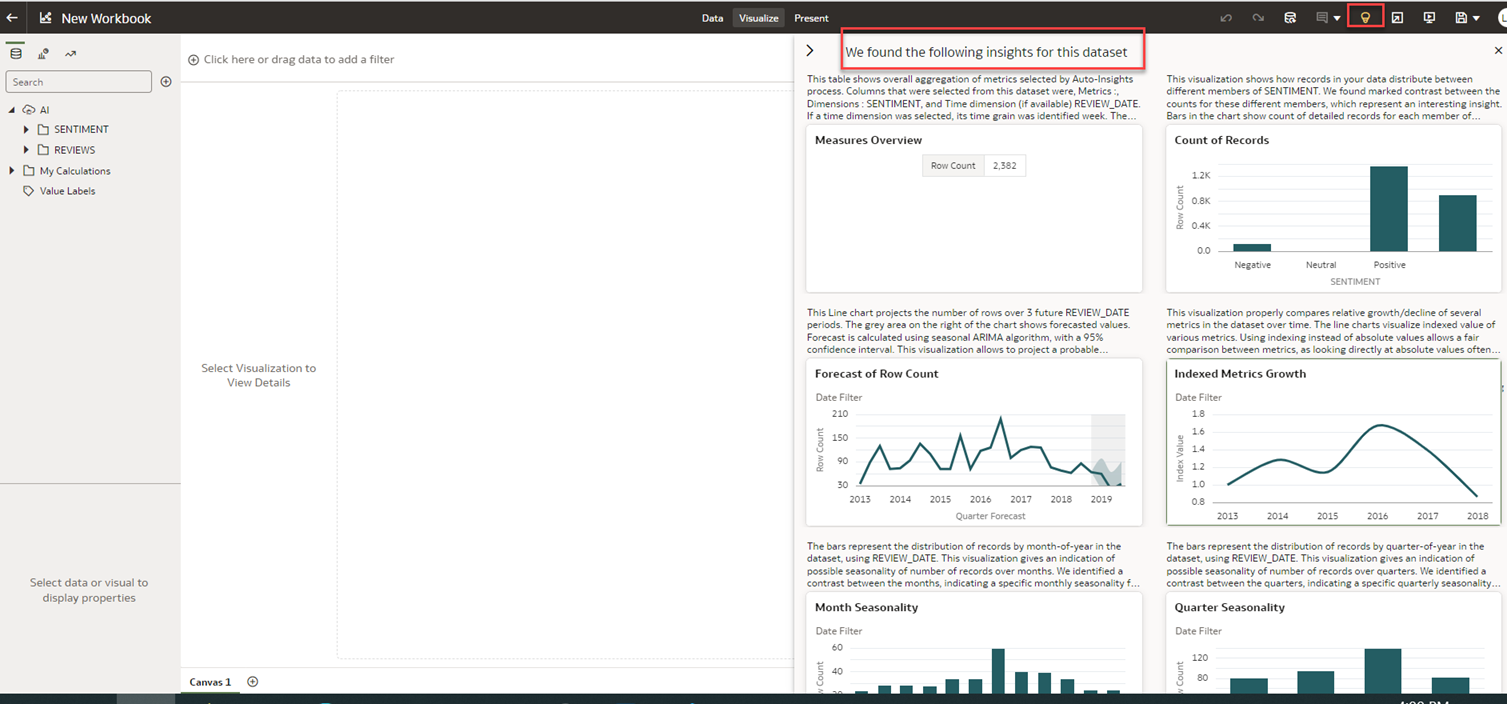 New Workbook
Data Visualize Present
Search
AI
SENTIMENT
REVIEWS
My Calculations
Value Labels
Select data or visual to
display properties
Click here or drag data to add a filter
Select Visualization to
View Details
Canvas 1
We found the following insights for this dataset
This table shows overall aggregation of metrics selected by Auto-Insights
process. Columns that were selected from this dataset were, Metrics :,
Dimensions : SENTIMENT, and Time dimension (if available) REVIEW_DATE.
If a time dimension was selected, its time grain was identified week. The...
Measures Overview
Row Count 2,382
This visualization shows how records in your data distribute between
different members of SENTIMENT. We found marked contrast between the
counts for these different members, which represent an interesting insight.
Bars in the chart show count of detailed records for each member of...
Count of Records
Row Count
1.2K
0.8K
0.4K
0.0
Negative Neutral Positive
SENTIMENT
This Line chart projects the number of rows over 3 future REVIEW_DATE
periods. The grey area on the right of the chart shows forecasted values.
Forecast is calculated using seasonal ARIMA algorithm, with a 95%
confidence interval. This visualization allows to project a probable...
Forecast of Row Count
Date Filter
Row Count
210
150
90
30
2013 2014 2015 2016 2017 2018 2019
Quarter Forecast
This visualization properly compares relative growth/decline of several
metrics in the dataset over time. The line charts visualize indexed value of
various metrics. Using indexing instead of absolute values allows a fair
comparison between metrics, as looking directly at absolute values often...
Indexed Metrics Growth
Date Filter
Index Value
1.8
1.6
1.4
1.2
1.0
0.8
2013 2014 2015 2016 2017 2018
The bars represent the distribution of records by month-of-year in the
dataset, using REVIEW_DATE. This visualization gives an indication of
possible seasonality of number of records over months. We identified a
contrast between the months, indicating a specific monthly seasonality f...
Month Seasonality
Date Filter
60
40
The bars represent the distribution of records by quarter-of-year in the
dataset, using REVIEW_DATE. This visualization gives an indication of
possible seasonality of number of records over quarters. We identified a
contrast between the quarters, indicating a specific quarterly seasonality...
Quarter Seasonality
Date Filter
120
80